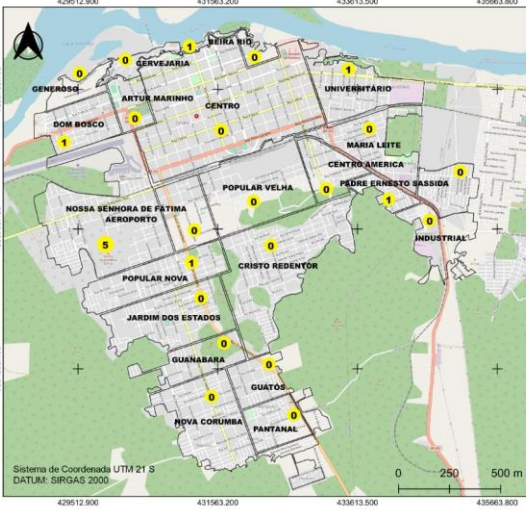 429512.900 431563.200 433613.500 435663.800
BEIRA RIO
1
0
0
CERVEJARIA
0
1
GENEROSO
UNIVERSITÁRIO
ARTUR MARINHO
CENTRO
0
DOM BOSCO
0
0
1
MARIA LEITE
CENTRO AMERICA
0
PADRE ERNESTO SASSIDA
POPULAR VELHA
0
0
1
NOSSA SENHORA DE FÁTIMA
AEROPORTO
0
0
INDUSTRIAL
5
0
1
CRISTO REDENTOR
POPULAR NOVA
0
JARDIM DOS ESTADOS
0
GUANABARA
0
GUATÓS
0
0
NOVA CORUMBA
PANTANAL
Sistema de Coordenada UTM 21 S
DATUM: SIRGAS 2000
0 250 500 m
429512.900 431563.200 433613.500 435663.800